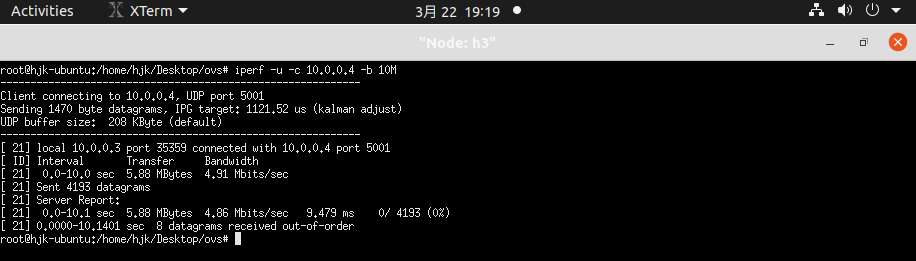 Activities XTerm 3月 22 19:19
"Node: h3"
root@hjk-ubuntu:/home/hjk/Desktop/ovs# iperf -u -c 10.0.0.4 -b 10M
------------------------------------------------------------
Client connecting to 10.0.0.4, UDP port 5001
Sending 1470 byte datagrams, IPG target: 1121.52 us (kalman adjust)
UDP buffer size:  208 KByte (default)
------------------------------------------------------------
[ 21] local 10.0.0.3 port 35359 connected with 10.0.0.4 port 5001
[ ID] Interval       Transfer     Bandwidth
[ 21]  0.0-10.0 sec  5.88 MBytes  4.91 Mbits/sec
[ 21] Sent 4193 datagrams
[ 21] Server Report:
[ 21]  0.0-10.1 sec  5.88 MBytes  4.86 Mbits/sec   9.479 ms    0/ 4193 (0%)
[ 21] 0.0000-10.1401 sec  8 datagrams received out-of-order
root@hjk-ubuntu:/home/hjk/Desktop/ovs#